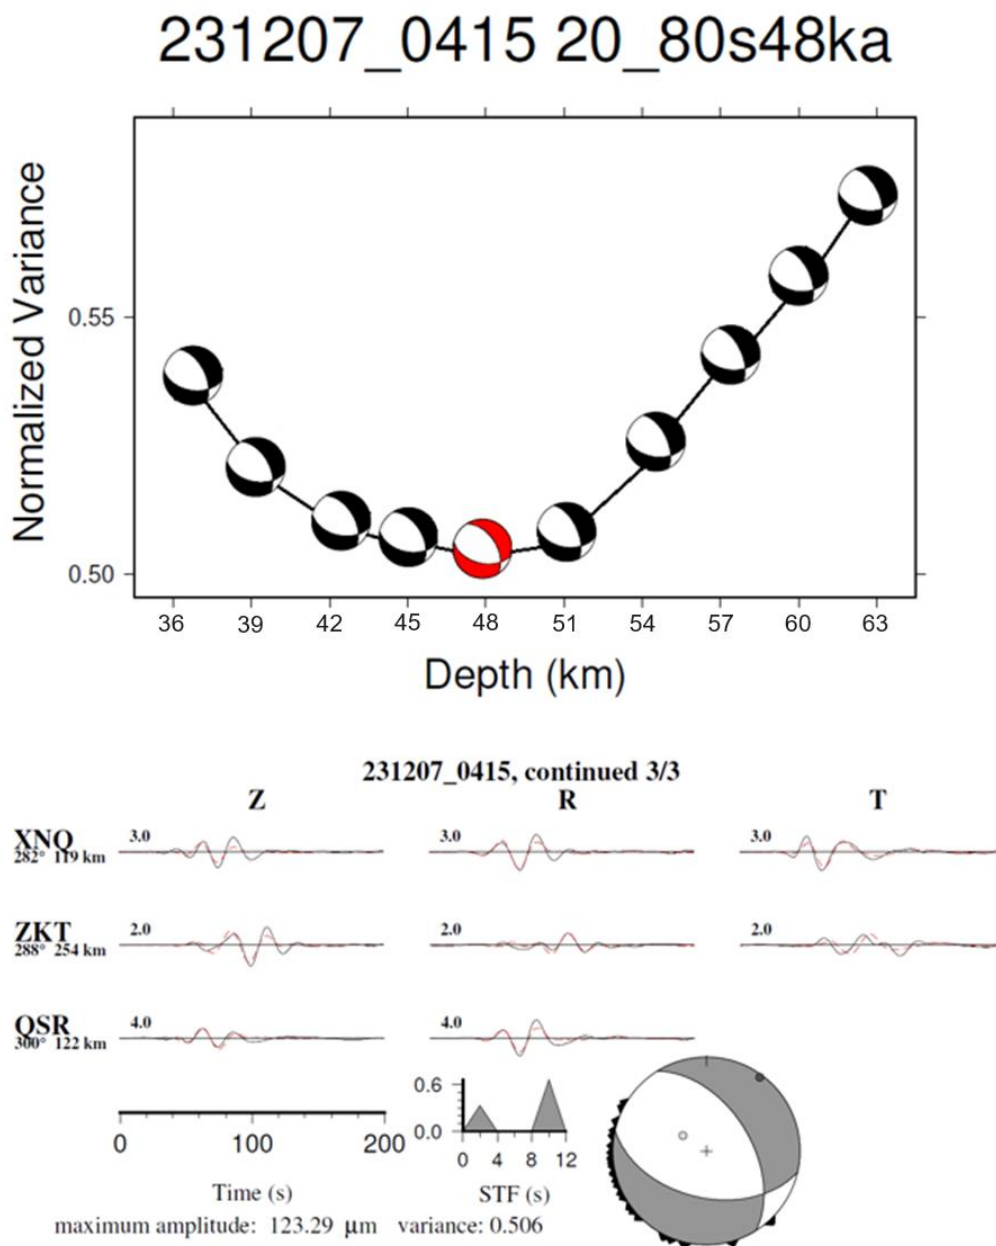 231207_0415 20_80s48ka
Normalized Variance
0.55
0.50
36 39 42 45 48 51 54 57 60 63
Depth (km)
231207_0415, continued 3/3
Z R T
XNQ 3.0 3.0 3.0
282° 119 km
ZKT 2.0 2.0 2.0
288° 254 km
QSR 4.0 4.0
300° 122 km
0.6
0.0
0 100 200
0 4 8 12
Time (s) STF (s)
maximum amplitude: 123.29 μm variance: 0.506